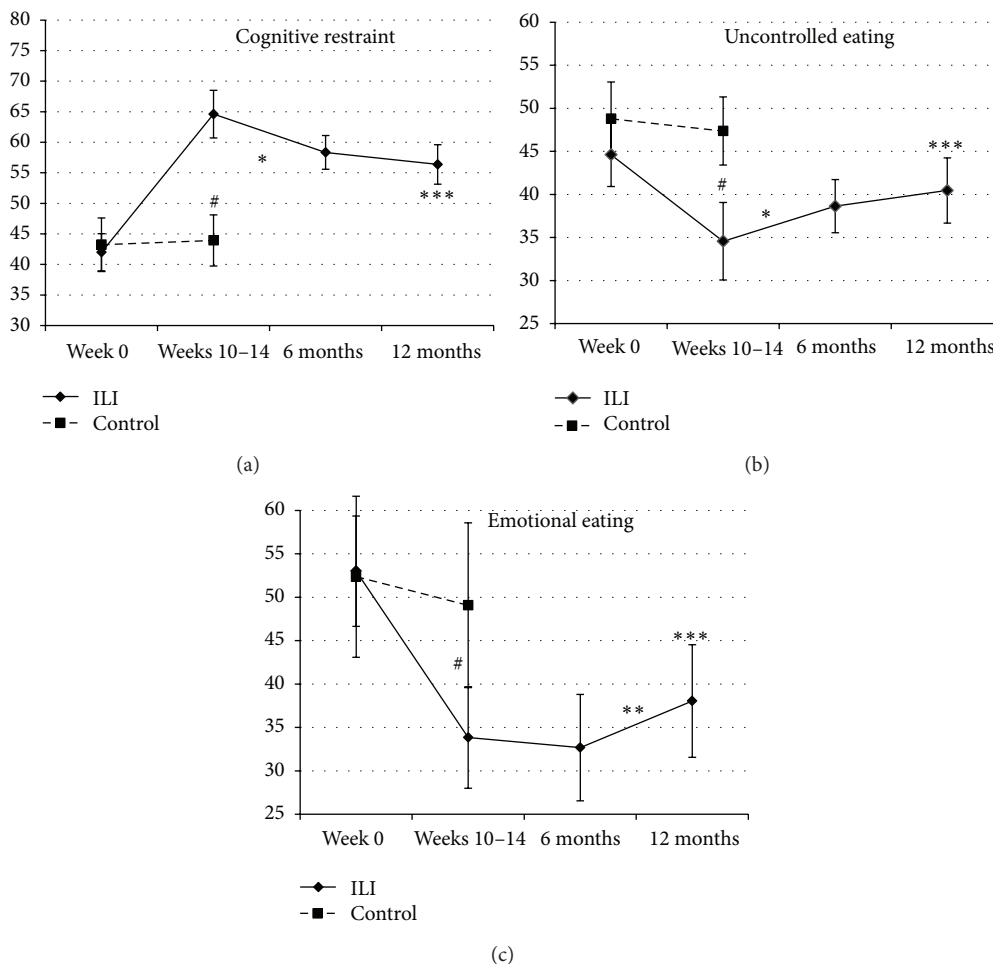 Cognitive restraint
80
75
70
65
60
55
50
45
40
35
30
*
#
***
Week 0 Weeks 10–14 6 months 12 months
ILI
Control
(a)
Uncontrolled eating
60
55
50
45
40
35
30
25
#
*
***
Week 0 Weeks 10–14 6 months 12 months
ILI
Control
(b)
Emotional eating
60
55
50
45
40
35
30
25
#
**
***
Week 0 Weeks 10–14 6 months 12 months
ILI
Control
(c)